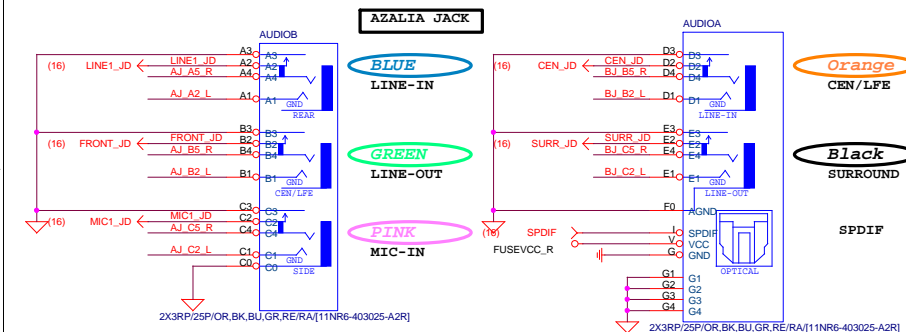 AZALIA JACK
AUDIOB
A3 A3
(16) LINE1_JD LINE1_JD A2 A2
AJ_A5_R A4 A4
AJ_A2_L A1 A1
GND
REAR
BLUE
LINE-IN
B3 B3
(16) FRONT_JD FRONT_JD B2 B2
AJ_B5_R B4 B4
AJ_B2_L B1 B1
GND
CEN/LFE
GREEN
LINE-OUT
C3 C3
(16) MIC1_JD MIC1_JD C2 C2
AJ_C5_R C4 C4
AJ_C2_L C1 C1
GND
C0 C0
SIDE
PINK
MIC-IN
2X3RP/25P/OR,BK,BU,GR,RE/RA/[11NR6-403025-A2R]
AUDIOA
D3 D3
(16) CEN_JD CEN_JD D2 D2
BJ_B5_R D4 D4
BJ_B2_L D1 D1
GND
LINE-IN
Orange
CEN/LFE
E3 E3
(16) SURR_JD SURR_JD E2 E2
BJ_C5_R E4 E4
BJ_C2_L E1 E1
GND
LINE-OUT
Black
SURROUND
F0 AGND
(16) SPDIF I SPDIF
FUSEVCC_R V VCC
G GND
OPTICAL
SPDIF
G1 G1
G2 G2
G3 G3
G4 G4
2X3RP/25P/OR,BK,BU,GR,RE/RA/[11NR6-403025-A2R]